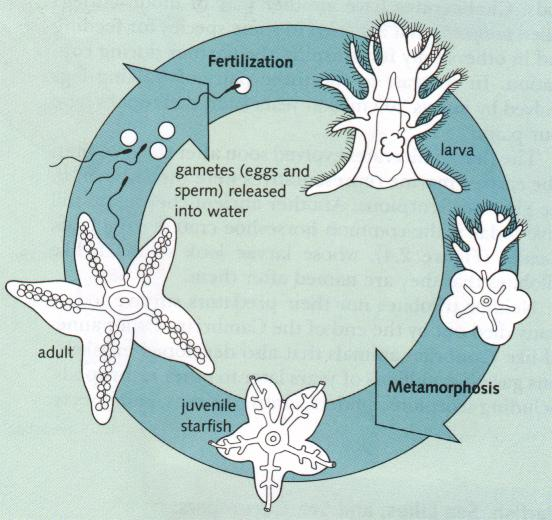 Fertilization
gametes (eggs and
sperm) released
into water
larva
adult
Metamorphosis
juvenile
starfish